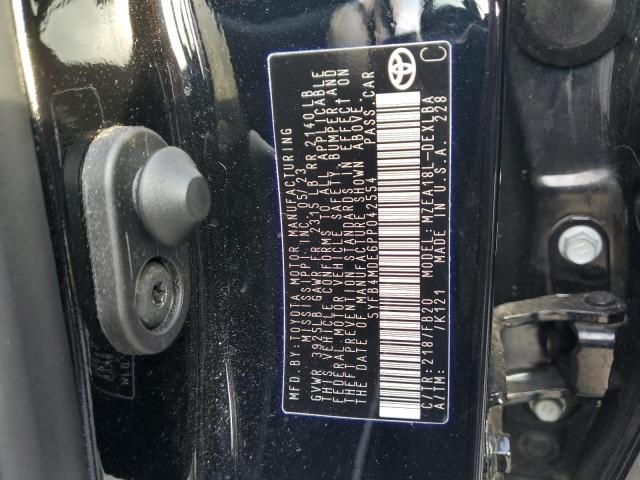 MFD. BY: TOYOTA MOTOR MANUFACTURING
MISSISSIPPI INC. 05/23
GVWR 3925LB GAWR FR 2315 LB RR 2140LB
THIS VEHICLE CONFORMS TO ALL APPLICABLE
FEDERAL MOTOR VEHICLE SAFETY, BUMPER AND
THEFT PREVENTION STANDARDS IN EFFECT ON
THE DATE OF MANUFACTURE SHOWN ABOVE.
5YFB4MDE6PP042554 PASS. CAR
C/TR: 218/FB20 MODEL: MZEA18L-DEXLBA
A/TM: /K121 MADE IN U.S.A. 228
C